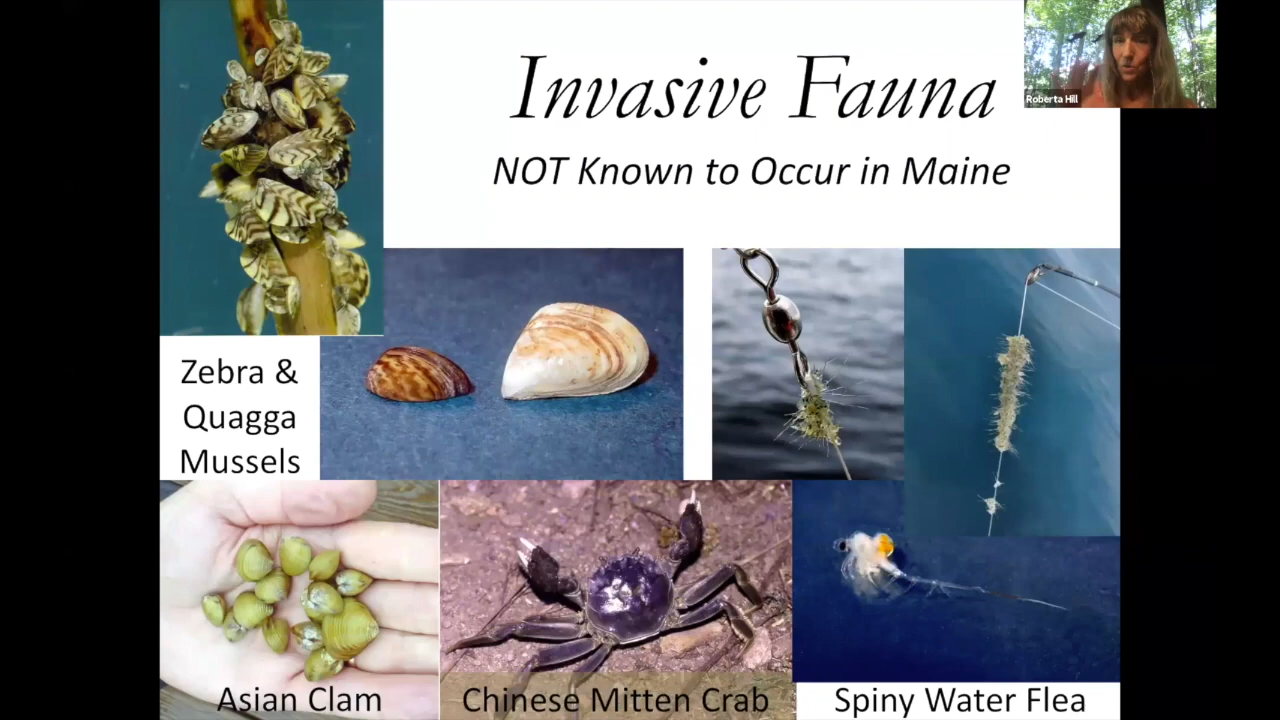 Invasive Fauna
Roberta Hill
NOT Known to Occur in Maine
Zebra &
Quagga
Mussels
Asian Clam
Chinese Mitten Crab
Spiny Water Flea